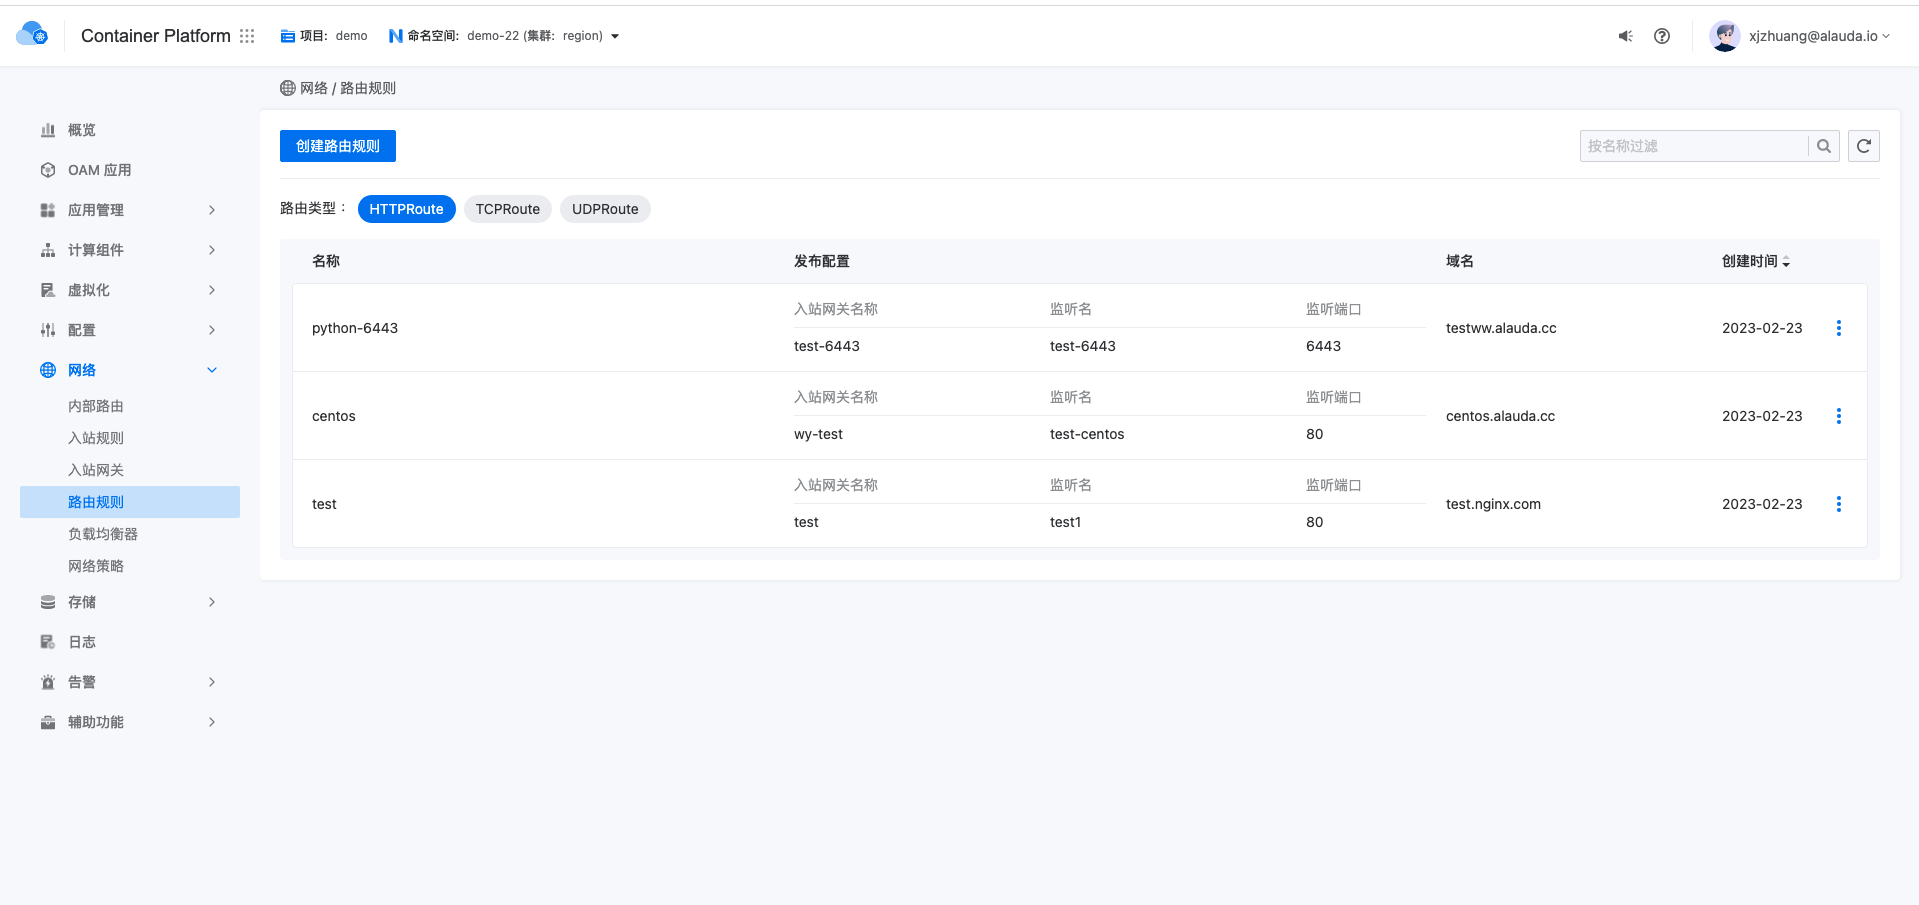 Container Platform 项目: demo 命名空间: demo-22 (集群: region) xjzhuang@alauda.io
网络 / 路由规则
概览
OAM 应用
应用管理
计算组件
虚拟化
配置
网络
内部路由
入站规则
入站网关
路由规则
负载均衡器
网络策略
存储
日志
告警
辅助功能
创建路由规则 按名称过滤
路由类型： HTTPRoute TCPRoute UDPRoute
名称 发布配置 域名 创建时间
入站网关名称 监听名 监听端口
python-6443 testww.alauda.cc 2023-02-23
test-6443 test-6443 6443
入站网关名称 监听名 监听端口
centos centos.alauda.cc 2023-02-23
wy-test test-centos 80
入站网关名称 监听名 监听端口
test test.nginx.com 2023-02-23
test test1 80